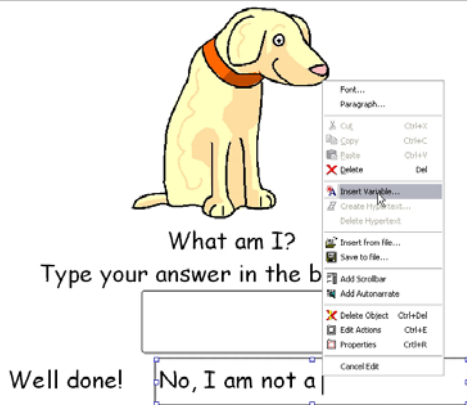 Font...
Paragraph...
Cut Ctrl+X
Copy Ctrl+C
Paste Ctrl+V
Delete Del
Insert Variable...
Create Hypertext...
Delete Hypertext
Insert from file...
Save to file...
Add Scrollbar
Add Autonarrate
Delete Object Ctrl+Del
Edit Actions Ctrl+E
Properties Ctrl+R
Cancel Edit
What am I?
Type your answer in the b
Well done!
No, I am not a